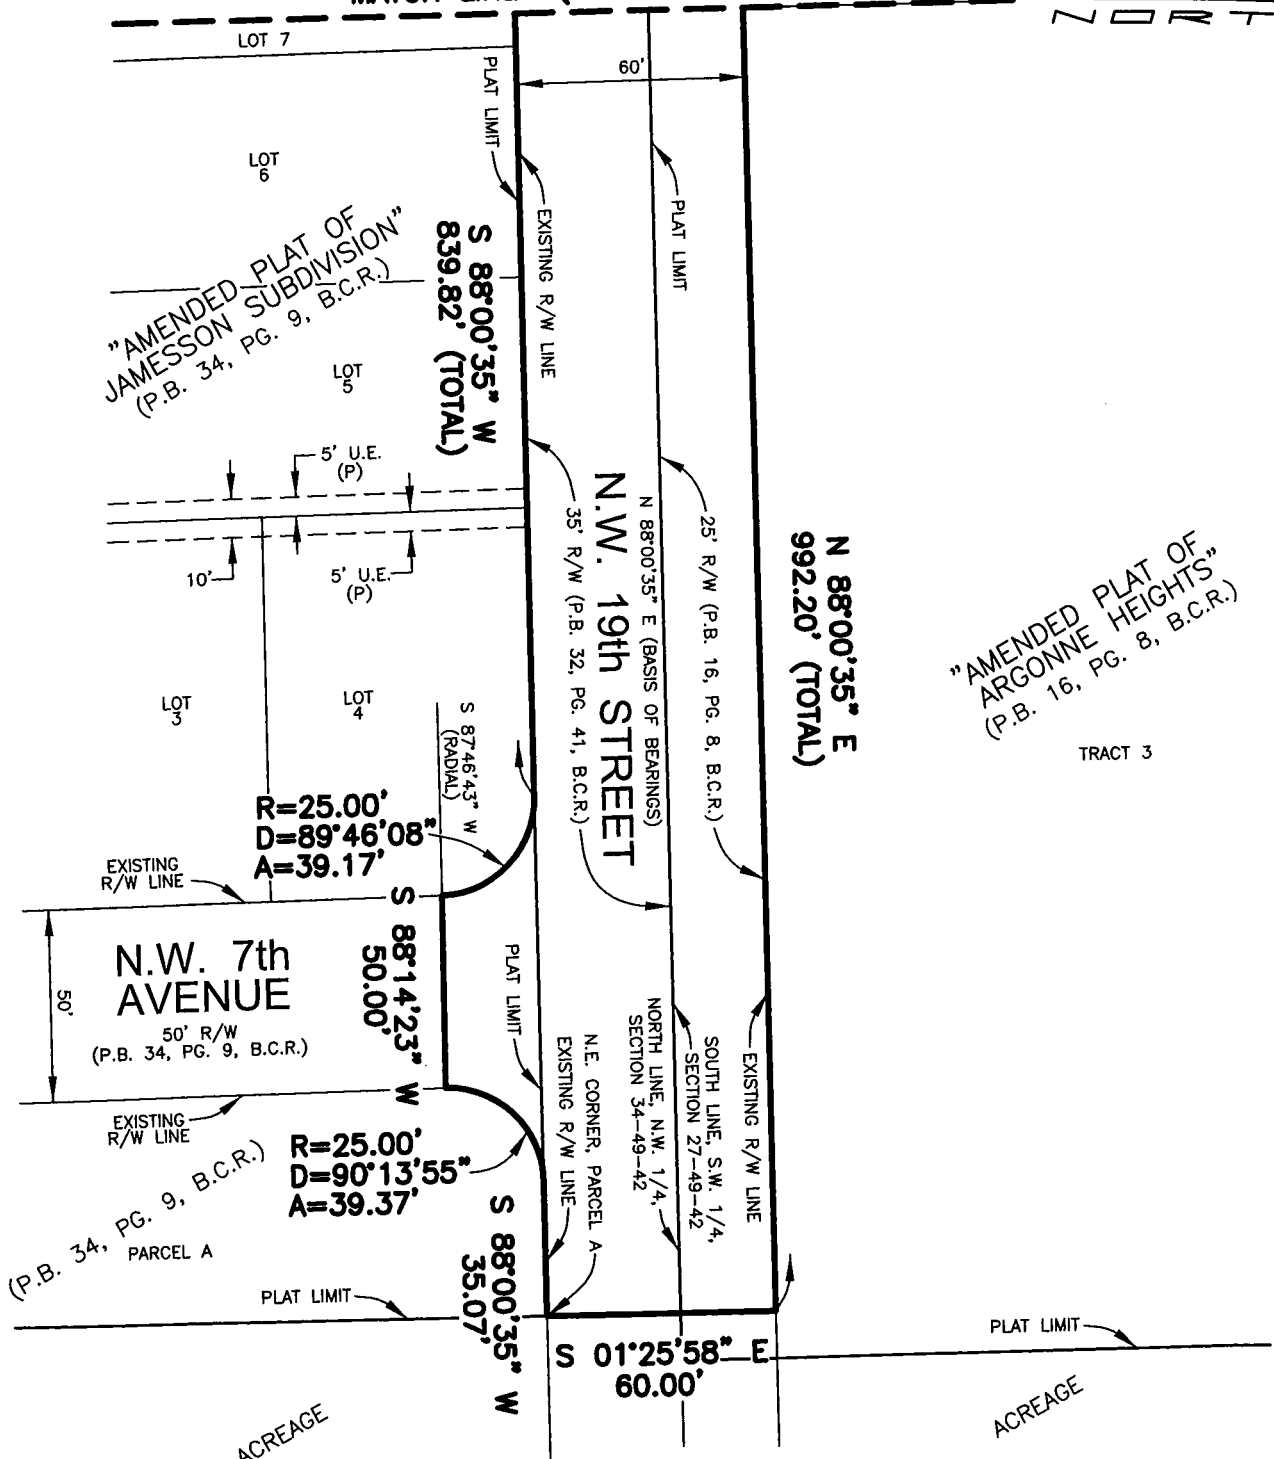 LOT 7
60'
NORT
PLAT LIMIT
LOT
6
"AMENDED PLAT OF
JAMESSON SUBDIVISION"
(P.B. 34, PG. 9, B.C.R.)
S 88°00'35" W
839.82' (TOTAL)
EXISTING R/W LINE
PLAT LIMIT
LOT
5
5' U.E.
(P)
10'
5' U.E.
(P)
N.W. 19th STREET
N 88°00'35" E (BASIS OF BEARINGS)
35' R/W (P.B. 32, PG. 41, B.C.R.)
25' R/W (P.B. 16, PG. 8, B.C.R.)
N 88°00'35" E
992.20' (TOTAL)
"AMENDED PLAT OF
ARGONNE HEIGHTS"
(P.B. 16, PG. 8, B.C.R.)
TRACT 3
LOT
3
LOT
4
S 87°46'43" W
(RADIAL)
R=25.00'
D=89°46'08"
A=39.17'
EXISTING
R/W LINE
N.W. 7th
AVENUE
50' R/W
(P.B. 34, PG. 9, B.C.R.)
50'
S 88°14'23" W
50.00'
PLAT LIMIT
EXISTING
R/W LINE
R=25.00'
D=90°13'55"
A=39.37'
N.E. CORNER, PARCEL A
EXISTING R/W LINE
NORTH LINE, N.W. 1/4,
SECTION 34-49-42
SOUTH LINE, S.W. 1/4,
SECTION 27-49-42
EXISTING R/W LINE
(P.B. 34, PG. 9, B.C.R.)
PARCEL A
S 88°00'35" W
35.07'
PLAT LIMIT
S 01°25'58" E
60.00'
PLAT LIMIT
ACREAGE
ACREAGE